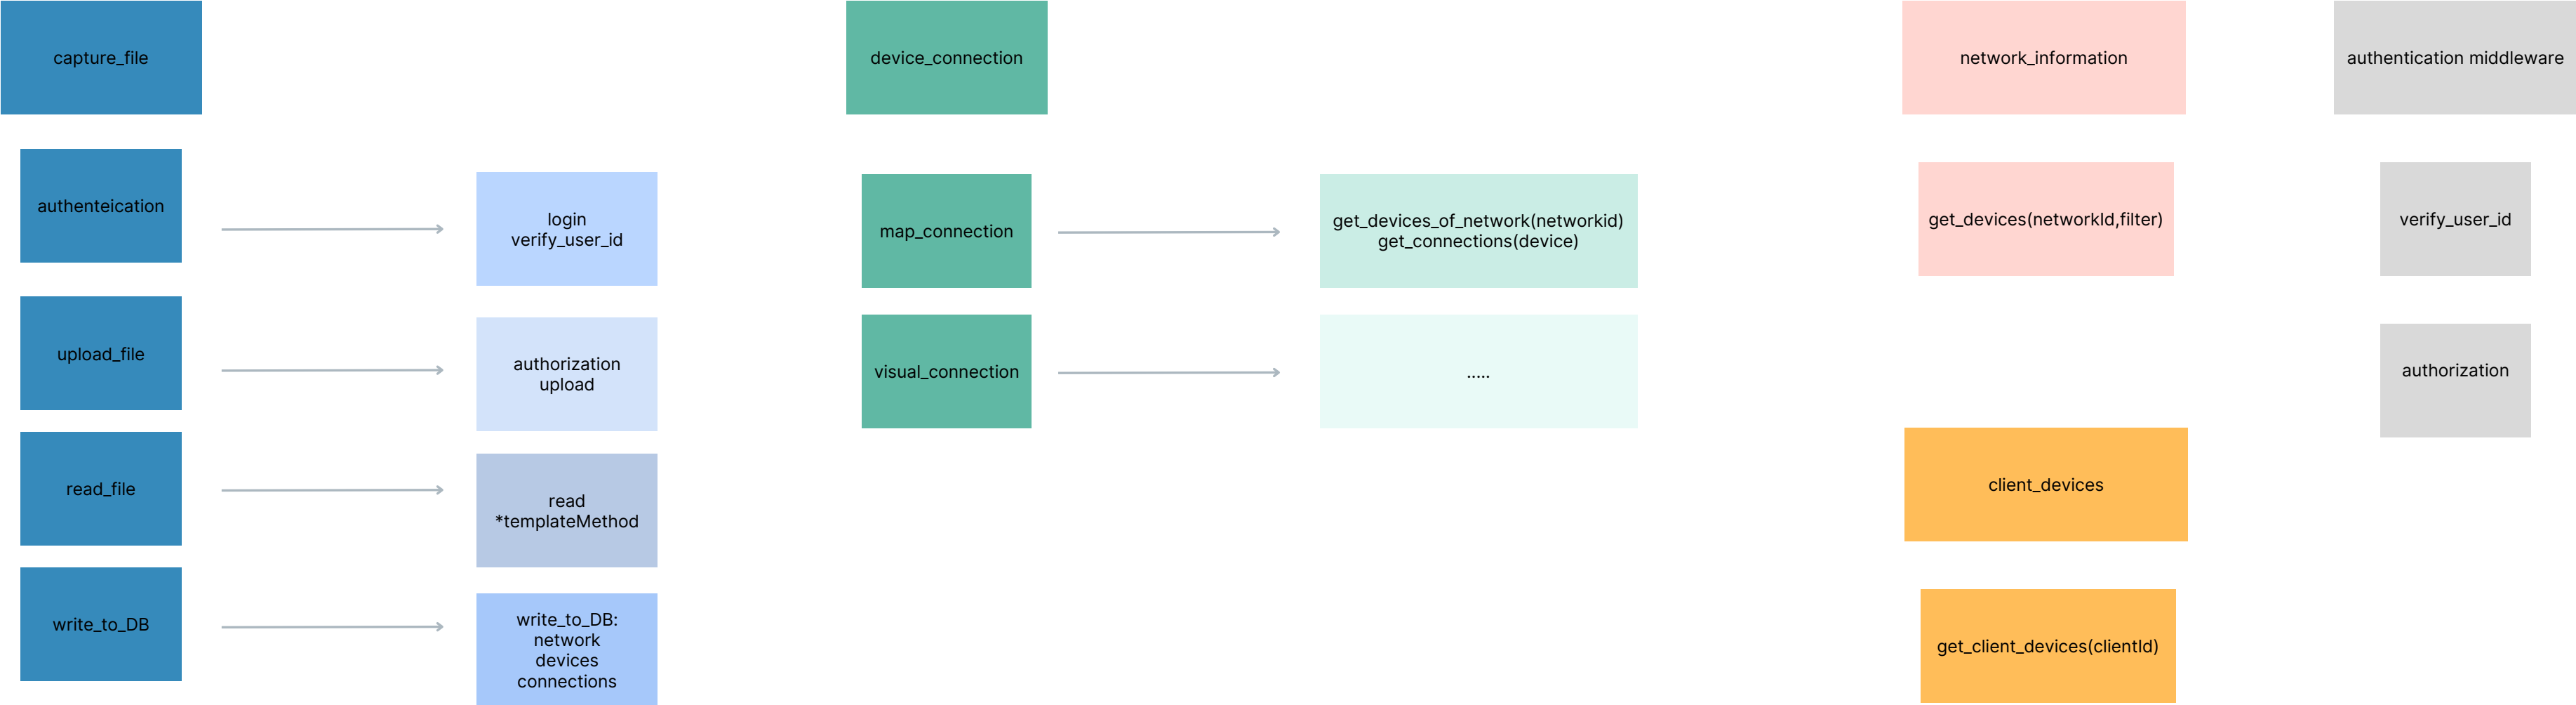 capture_file
authenteication
login
verify_user_id
upload_file
authorization
upload
read_file
read
*templateMethod
write_to_DB
write_to_DB:
network
devices
connections
device_connection
map_connection
get_devices_of_network(networkid)
get_connections(device)
visual_connection
.....
network_information
get_devices(networkId,filter)
client_devices
get_client_devices(clientId)
authentication middleware
verify_user_id
authorization